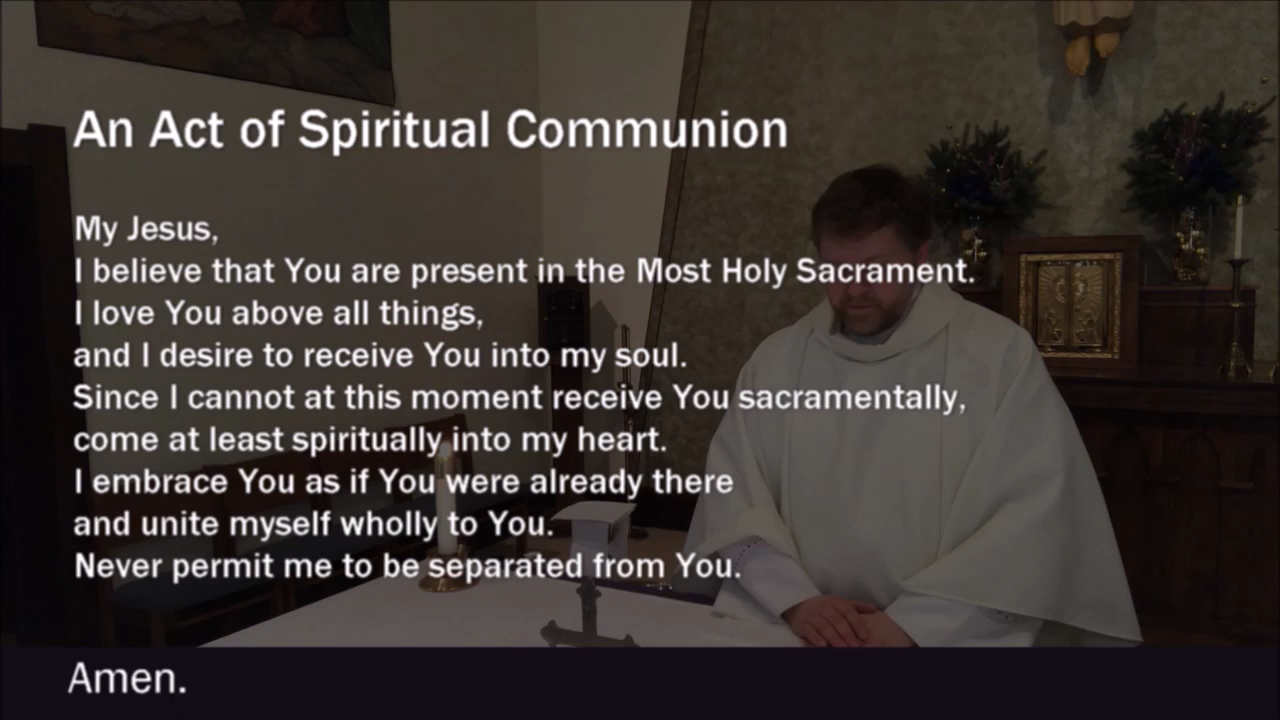 An Act of Spiritual Communion
My Jesus,
I believe that You are present in the Most Holy Sacrament.
I love You above all things,
and I desire to receive You into my soul.
Since I cannot at this moment receive You sacramentally,
come at least spiritually into my heart.
I embrace You as if You were already there
and unite myself wholly to You.
Never permit me to be separated from You.
Amen.